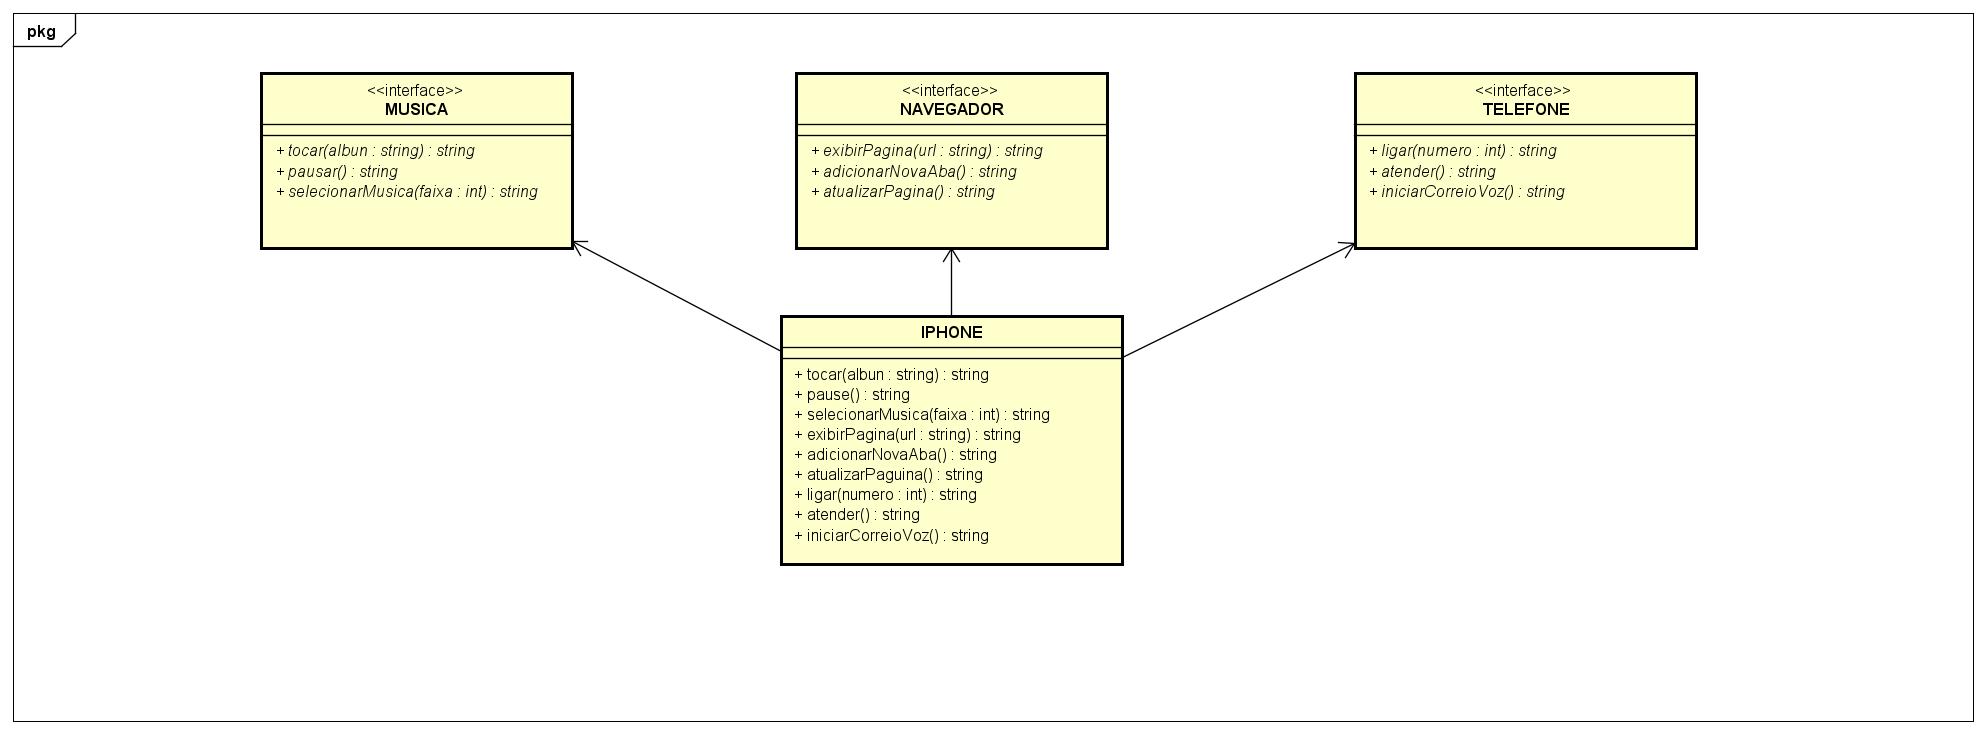 pkg
<<interface>>
MUSICA
+ tocar(albun : string) : string
+ pausar() : string
+ selecionarMusica(faixa : int) : string
<<interface>>
NAVEGADOR
+ exibirPagina(url : string) : string
+ adicionarNovaAba() : string
+ atualizarPagina() : string
<<interface>>
TELEFONE
+ ligar(numero : int) : string
+ atender() : string
+ iniciarCorreioVoz() : string
IPHONE
+ tocar(albun : string) : string
+ pause() : string
+ selecionarMusica(faixa : int) : string
+ exibirPagina(url : string) : string
+ adicionarNovaAba() : string
+ atualizarPaguina() : string
+ ligar(numero : int) : string
+ atender() : string
+ iniciarCorreioVoz() : string